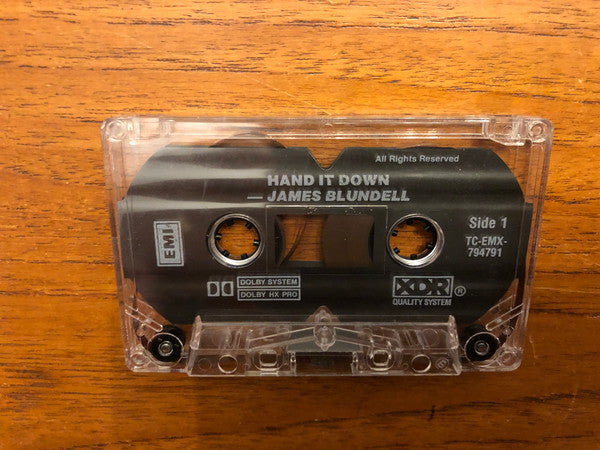 All Rights Reserved
HAND IT DOWN
— JAMES BLUNDELL
Side 1
TC-EMX-
794791
EMI
DOLBY SYSTEM
DOLBY HX PRO
XDR ®
QUALITY SYSTEM